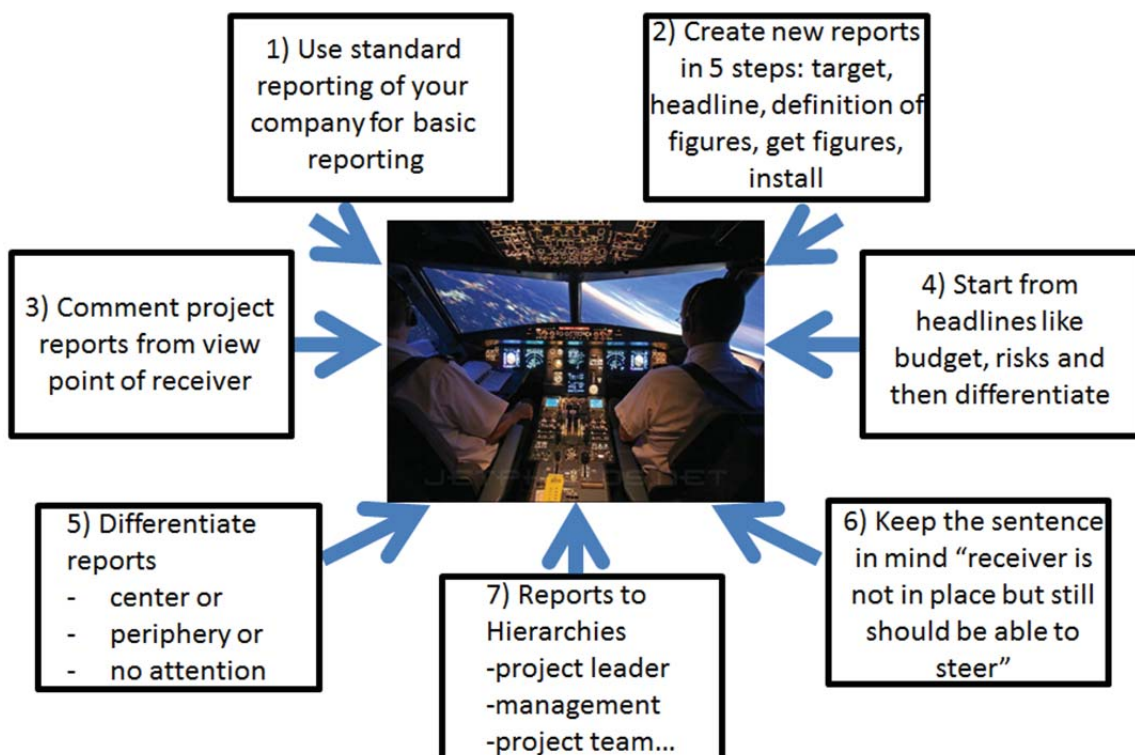 1) Use standard
reporting of your
company for basic
reporting
2) Create new reports
in 5 steps: target,
headline, definition of
figures, get figures,
install
3) Comment project
reports from view
point of receiver
4) Start from
headlines like
budget, risks and
then differentiate
5) Differentiate
reports
- center or
- periphery or
- no attention
7) Reports to
Hierarchies
-project leader
-management
-project team...
6) Keep the sentence
in mind “receiver is
not in place but still
should be able to
steer”